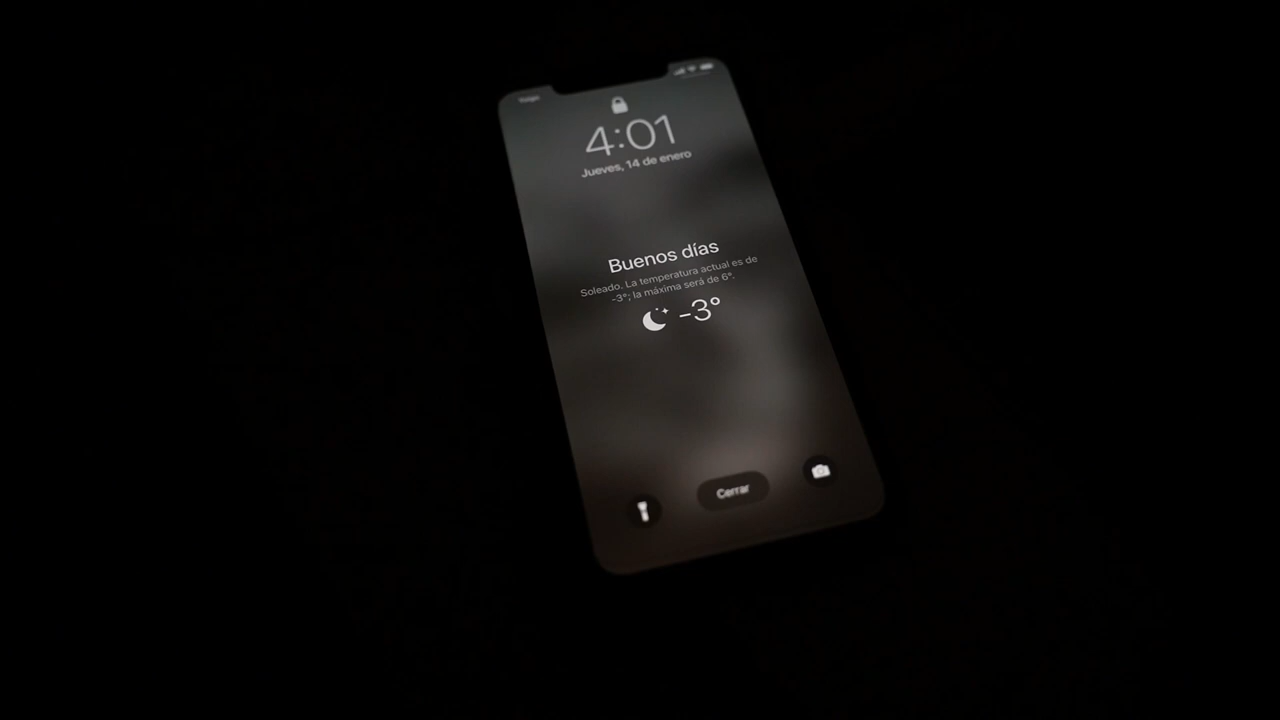 4:01
Jueves, 14 de enero
Buenos días
Soleado. La temperatura actual es de
-3°; la máxima será de 6°.
-3°
Cerrar